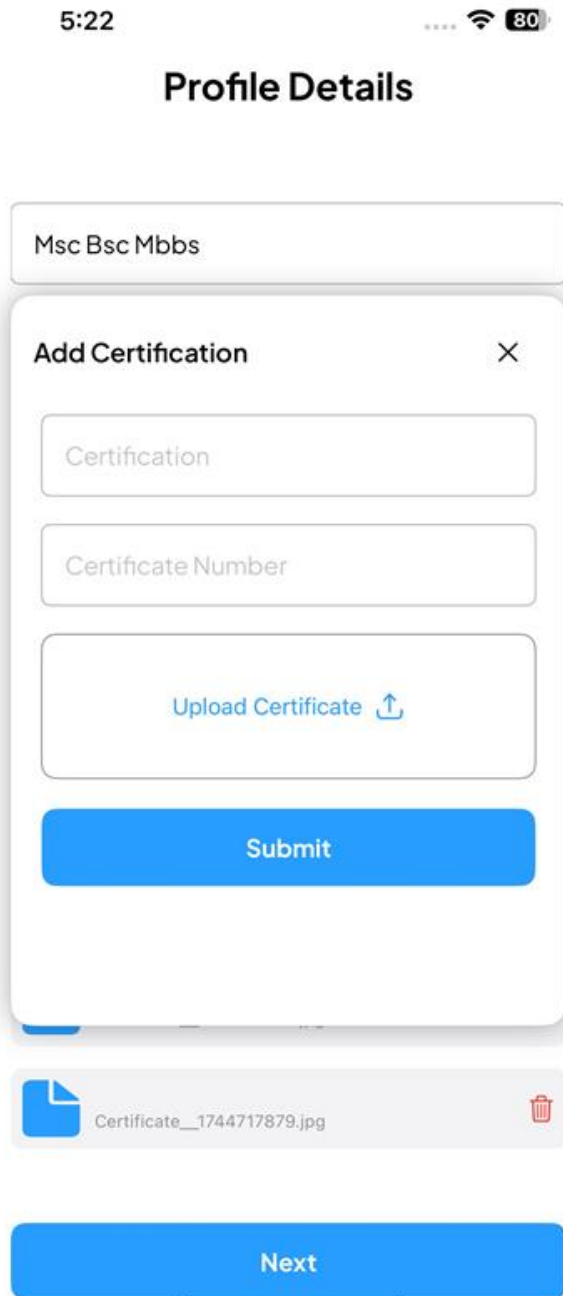 5:22
80
Profile Details
Msc Bsc Mbbs
Add Certification
Certification
Certificate Number
Upload Certificate
Submit
Certificate__1744717879.jpg
Next